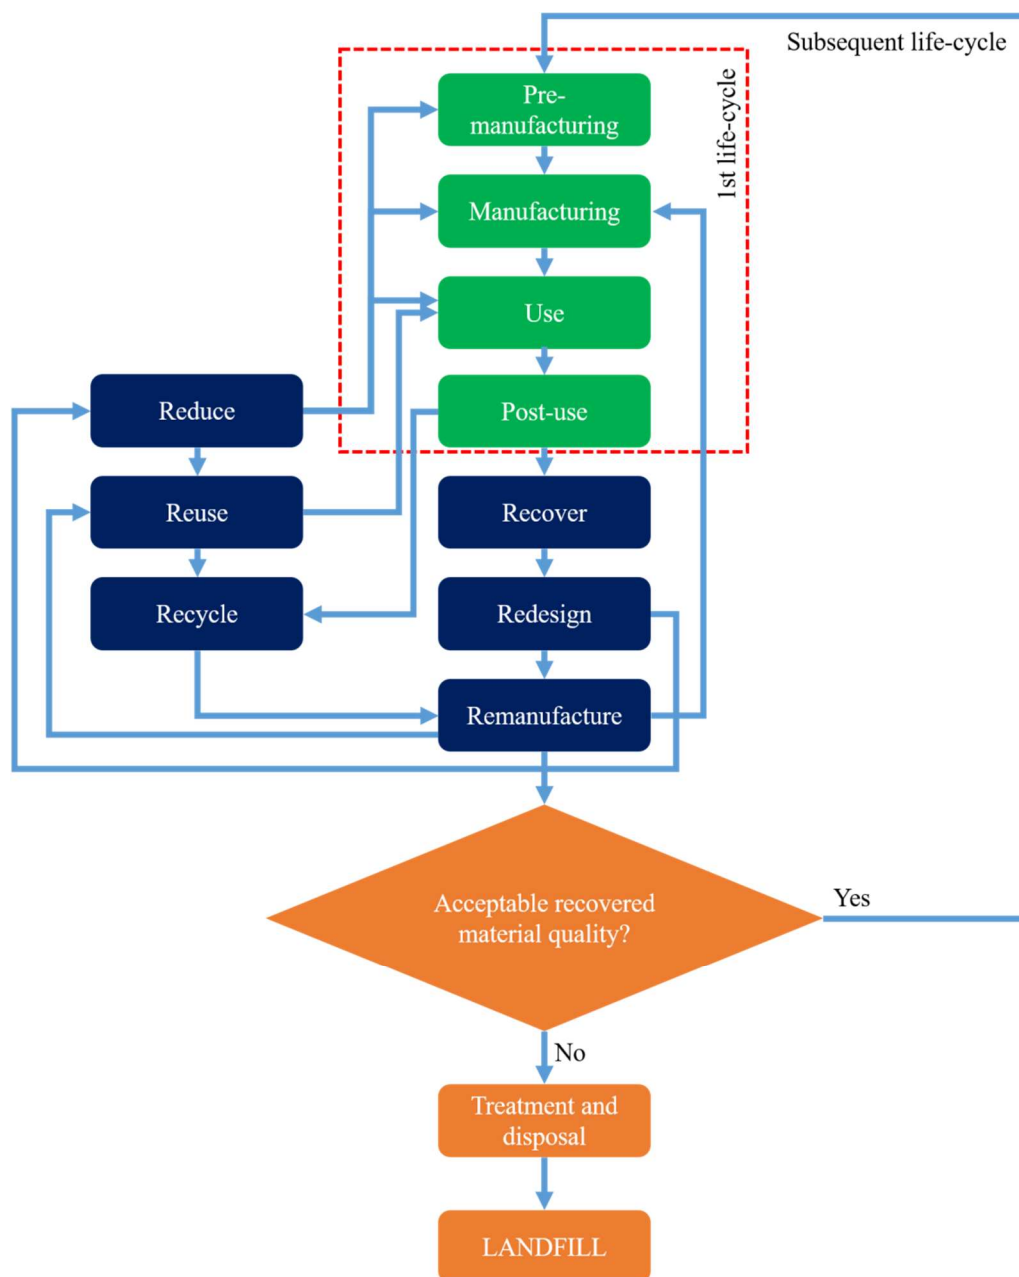 Subsequent life-cycle
1st life-cycle
Pre-
manufacturing
Manufacturing
Use
Post-use
Reduce
Reuse
Recycle
Recover
Redesign
Remanufacture
Acceptable recovered
material quality?
Yes
No
Treatment and
disposal
LANDFILL